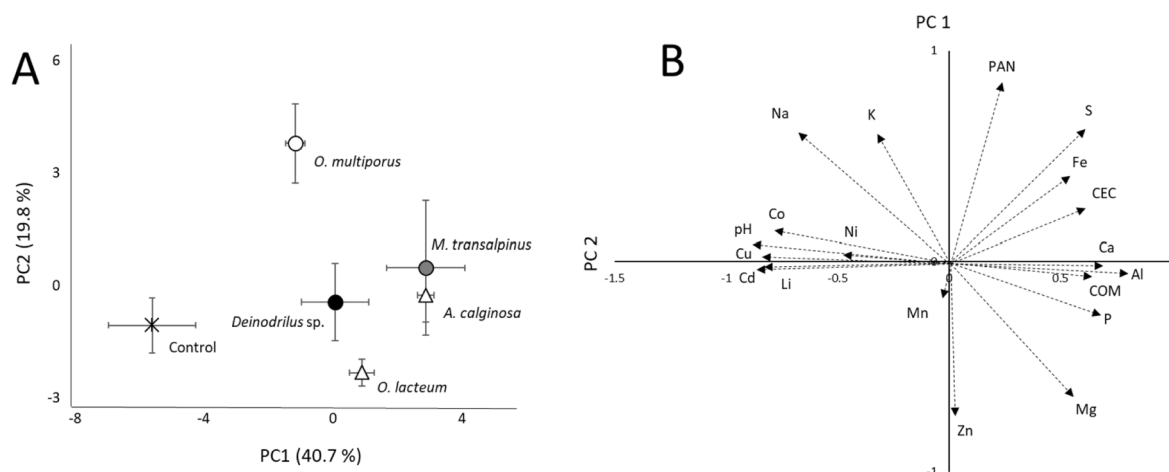 A
6
3
0
-3
PC2 (19.8 %)
O. multiporus
M. transalpinus
A. calginosa
Deinodrilus sp.
O. lacteum
Control
-8
-4
0
4
PC1 (40.7 %)
B
PC 1
1
PAN
Na
K
S
Fe
CEC
Co
pH
Ni
Cu
Ca
PC 2
-1.5
-1
-0.5
0
0
0.5
1
Al
Cd
Li
COM
Mn
P
Mg
Zn
-1